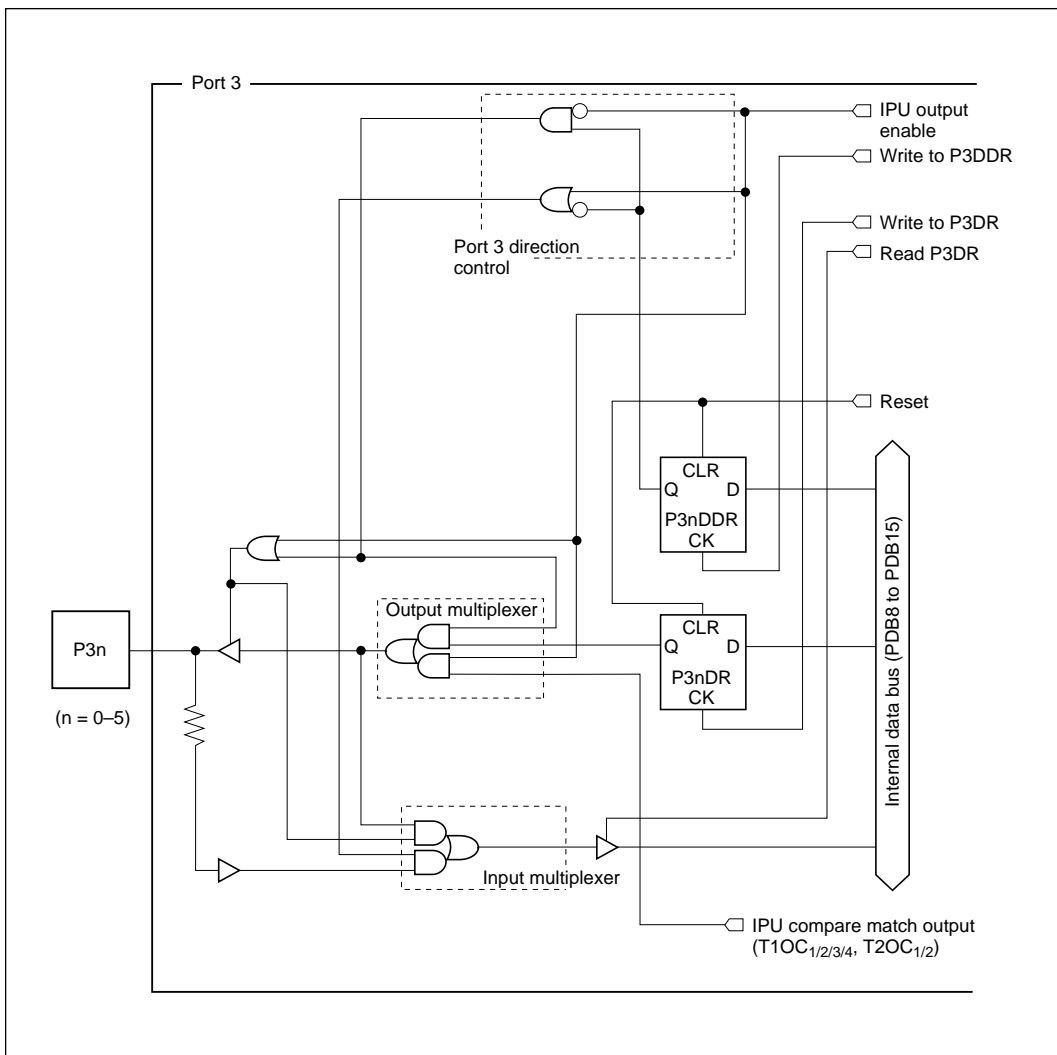 Port 3
IPU output
enable
Write to P3DDR
Write to P3DR
Port 3 direction
control
Read P3DR
Reset
CLR
Q D
P3nDDR
CK
Internal data bus (PDB8 to PDB15)
Output multiplexer
CLR
Q D
P3nDR
CK
P3n
(n = 0–5)
Input multiplexer
IPU compare match output
(T1OC1/2/3/4, T2OC1/2)